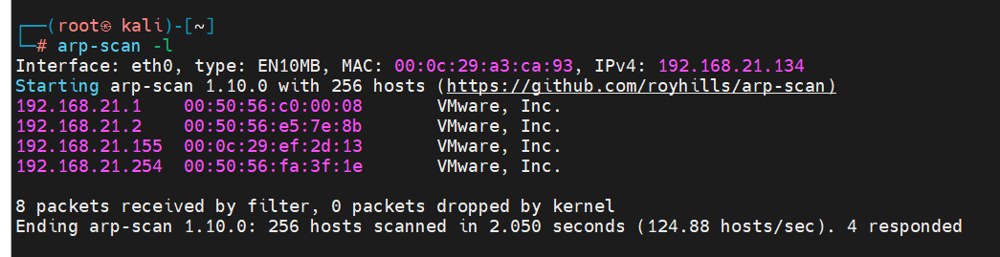 ┌──(root㉿ kali)-[~]
└─# arp-scan -l
Interface: eth0, type: EN10MB, MAC: 00:0c:29:a3:ca:93, IPv4: 192.168.21.134
Starting arp-scan 1.10.0 with 256 hosts (https://github.com/royhills/arp-scan)
192.168.21.1    00:50:56:c0:00:08       VMware, Inc.
192.168.21.2    00:50:56:e5:7e:8b       VMware, Inc.
192.168.21.155  00:0c:29:ef:2d:13       VMware, Inc.
192.168.21.254  00:50:56:fa:3f:1e       VMware, Inc.
8 packets received by filter, 0 packets dropped by kernel
Ending arp-scan 1.10.0: 256 hosts scanned in 2.050 seconds (124.88 hosts/sec). 4 responded